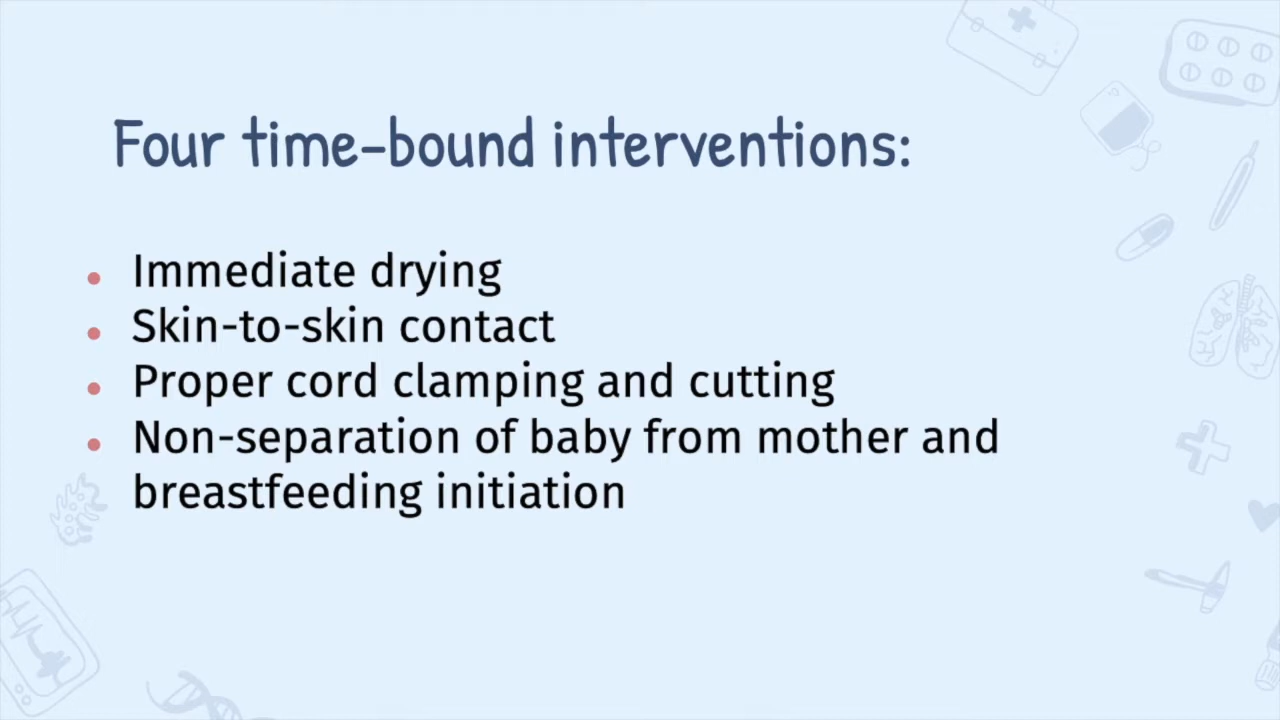 Four time-bound interventions:
• Immediate drying
• Skin-to-skin contact
• Proper cord clamping and cutting
• Non-separation of baby from mother and
breastfeeding initiation